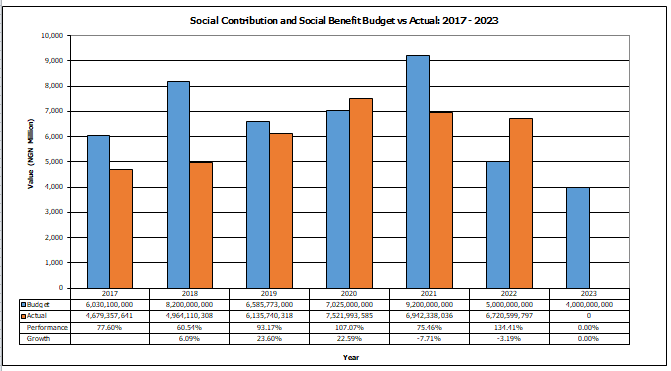 Social Contribution and Social Benefit Budget vs Actual: 2017 - 2023
10,000
9,000
8,000
7,000
6,000
5,000
4,000
3,000
2,000
1,000
0
Value (NGN Million)
2017 2018 2019 2020 2021 2022 2023
Budget 6,030,100,000 8,200,000,000 6,585,773,000 7,025,000,000 9,200,000,000 5,000,000,000 4,000,000,000
Actual 4,679,357,641 4,964,110,308 6,135,740,318 7,521,993,585 6,942,338,036 6,720,599,797 0
Performance 77.60% 60.54% 93.17% 107.07% 75.46% 134.41% 0.00%
Growth 6.09% 23.60% 22.59% -7.71% -3.19% 0.00%
Year